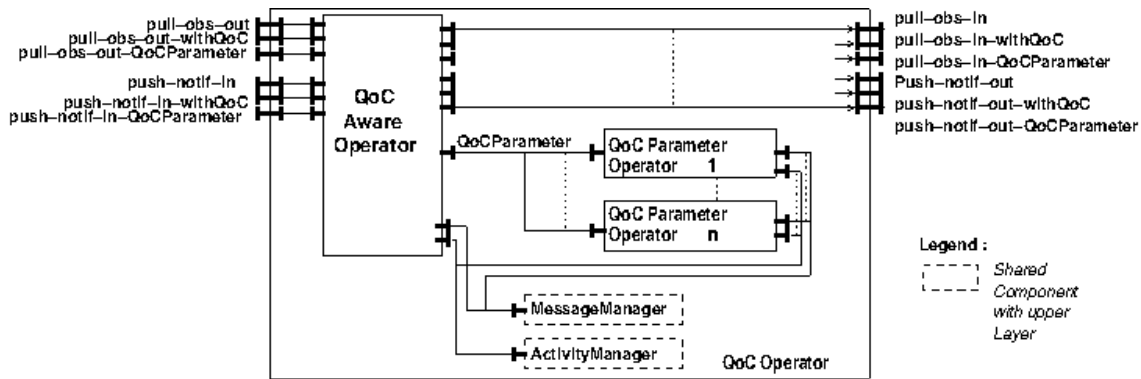 pull-obs-out
pull-obs-out-withQoC
pull-obs-out-QoCParameter
push-notif-in
push-notif-in-withQoC
push-notif-in-QoCParameter
QoC
Aware
Operator
pull-obs-in
pull-obs-in-withQoC
pull-obs-in-QoCParameter
Push-notif-out
push-notif-out-withQoC
push-notif-out-QoCParameter
QoCParameter
QoC Parameter
Operator 1
QoC Parameter
Operator n
MessageManager
ActivityManager
QoC Operator
Legend :
Shared
Component
with upper
Layer